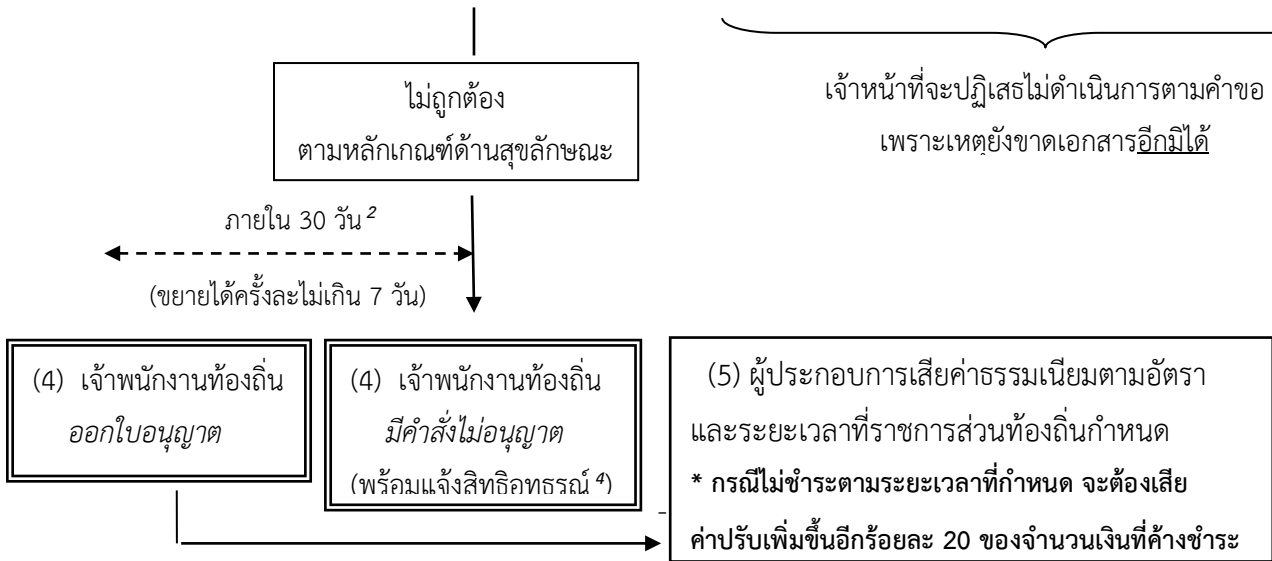 ไม่ถูกต้อง
ตามหลักเกณฑ์ด้านสุขลักษณะ
เจ้าหน้าที่จะปฏิเสธไม่ดำเนินการตามคำขอ
เพราะเหตุยังขาดเอกสารอีกมิได้
ภายใน 30 วัน²
(ขยายได้ครั้งละไม่เกิน 7 วัน)
(4) เจ้าพนักงานท้องถิ่น
ออกใบอนุญาต
(4) เจ้าพนักงานท้องถิ่น
มีคำสั่งไม่อนุญาต
(พร้อมแจ้งสิทธิอุทธรณ์⁴)
(5) ผู้ประกอบการเสียค่าธรรมเนียมตามอัตรา
และระยะเวลาที่ราชการส่วนท้องถิ่นกำหนด
* กรณีไม่ชำระตามระยะเวลาที่กำหนด จะต้องเสีย
ค่าปรับเพิ่มขึ้นอีกร้อยละ 20 ของจำนวนเงินที่ค้างชำระ